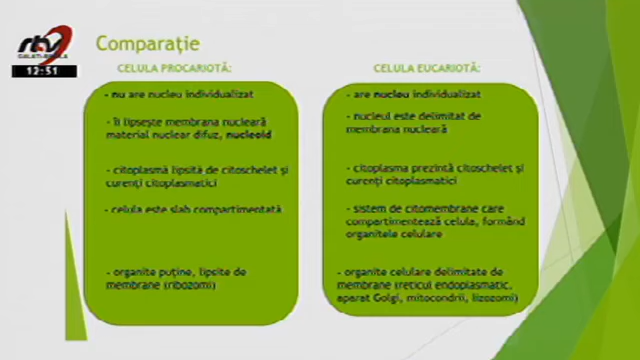 rtv
GALATI-BRAILA
12:51
Comparație
CELULA PROCARIOTĂ:
- nu are nucleu individualizat
- îi lipsește membrana nucleară
material nuclear difuz, nucleoid
- citoplasmă lipsită de citoschelet și
curenți citoplasmatici
- celula este slab compartimentată
- organite puține, lipsite de
membrane (ribozomi)
CELULA EUCARIOTĂ:
- are nucleu individualizat
- nucleul este delimitat de
membrana nucleară
- citoplasma prezintă citoschelet și
curenți citoplasmatici
- sistem de citomembrane care
compartimentează celula, formând
organitele celulare
- organite celulare delimitate de
membrane (reticul endoplasmatic,
aparat Golgi, mitocondrii, lizozomi)